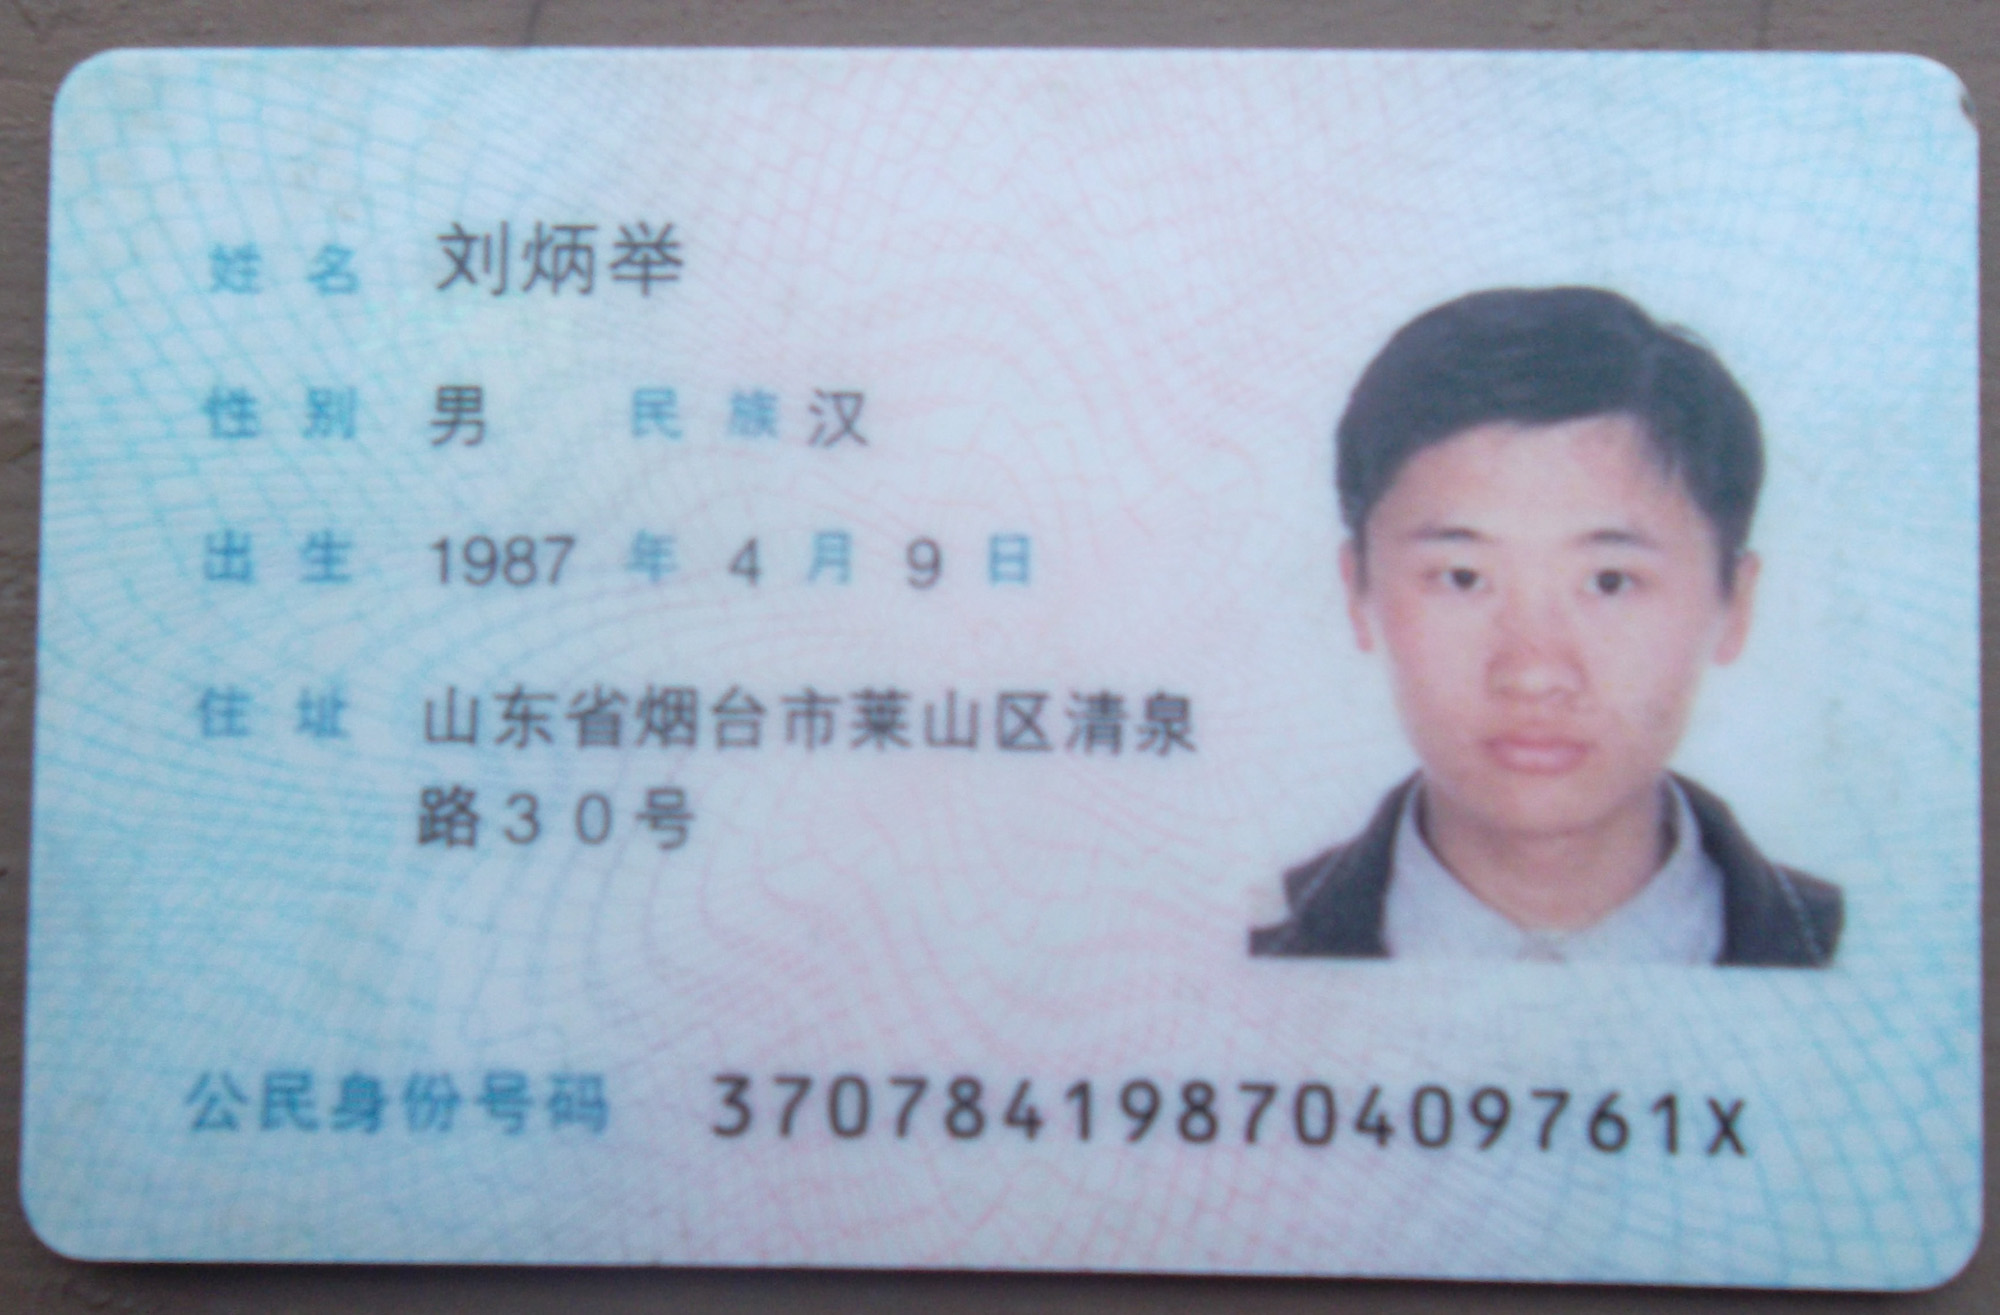 姓名 刘炳举
性别 男 民族 汉
出生 1987 年 4 月 9 日
住址 山东省烟台市莱山区清泉
路30号
公民身份号码 37078419870409761X